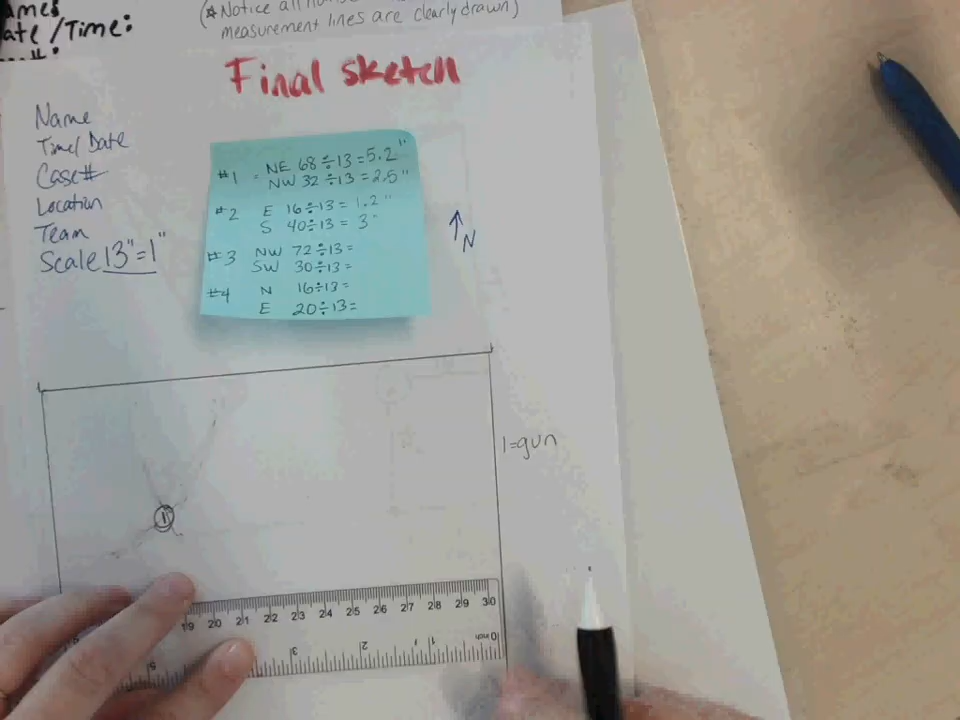 ate/Time:
(* Notice all
measurement lines are clearly drawn)
Final sketch
Name
Time/Date
Case#
Location
Team
Scale 13"=1"
#1 = NE 68÷13=5.2"
NW 32÷13=2.5"
#2 E 16÷13=1.2"
S 40÷13=3"
#3 NW 72÷13=
SW 30÷13=
#4 N 16÷13=
E 20÷13=
N
1=gun
1
19 20 21 22 23 24 25 26 27 28 29 30
5 3 2 1 0 inch